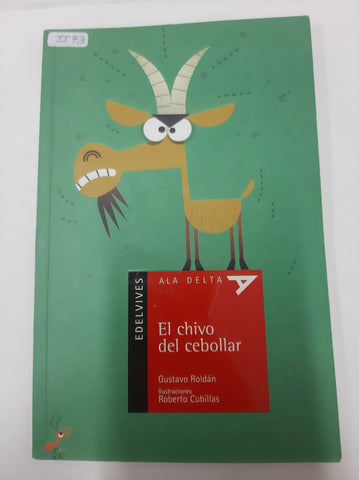 5573
EDELVIVES
ALA DELTA
El chivo
del cebollar
Gustavo Roldán
Ilustraciones
Roberto Cubillas